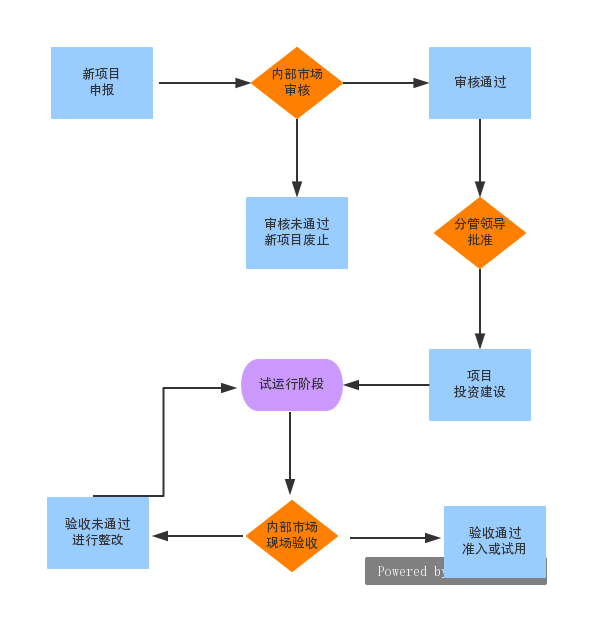 新项目
申报
内部市场
审核
审核通过
审核未通过
新项目废止
分管领导
批准
试运行阶段
项目
投资建设
验收未通过
进行整改
内部市场
现场验收
验收通过
准入或试用
Powered by